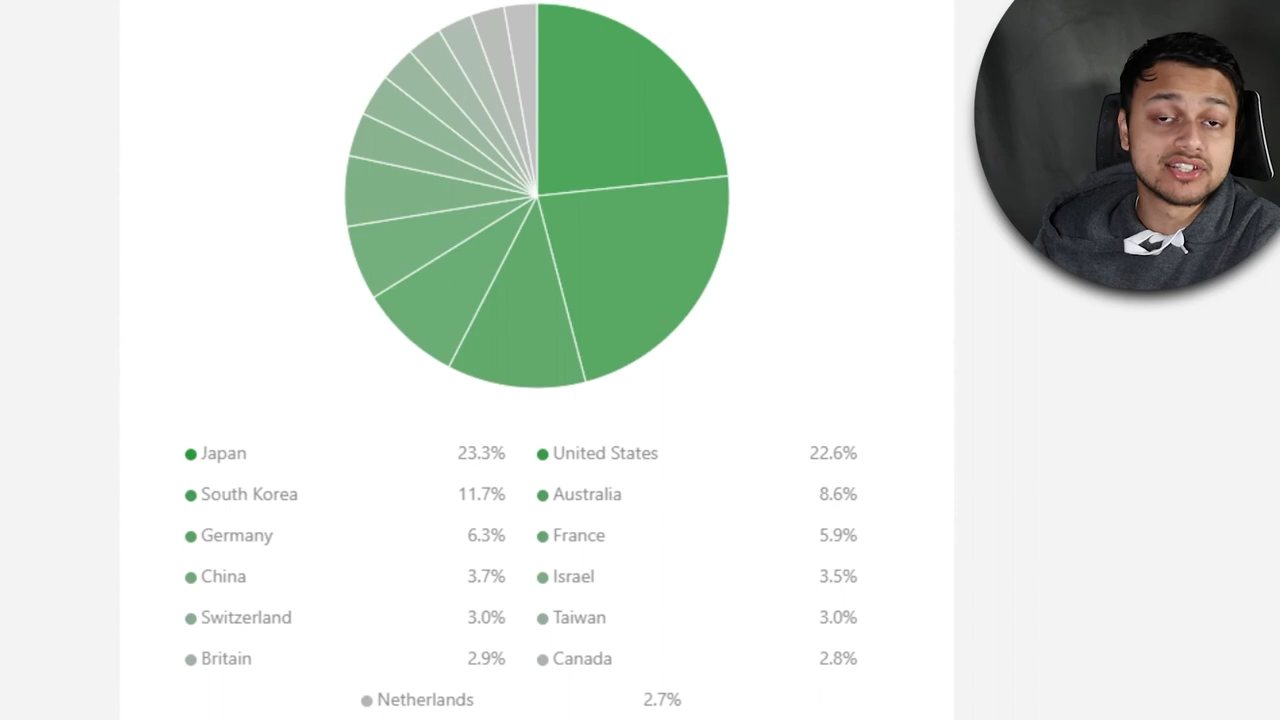 Japan 23.3% United States 22.6%
South Korea 11.7% Australia 8.6%
Germany 6.3% France 5.9%
China 3.7% Israel 3.5%
Switzerland 3.0% Taiwan 3.0%
Britain 2.9% Canada 2.8%
Netherlands 2.7%